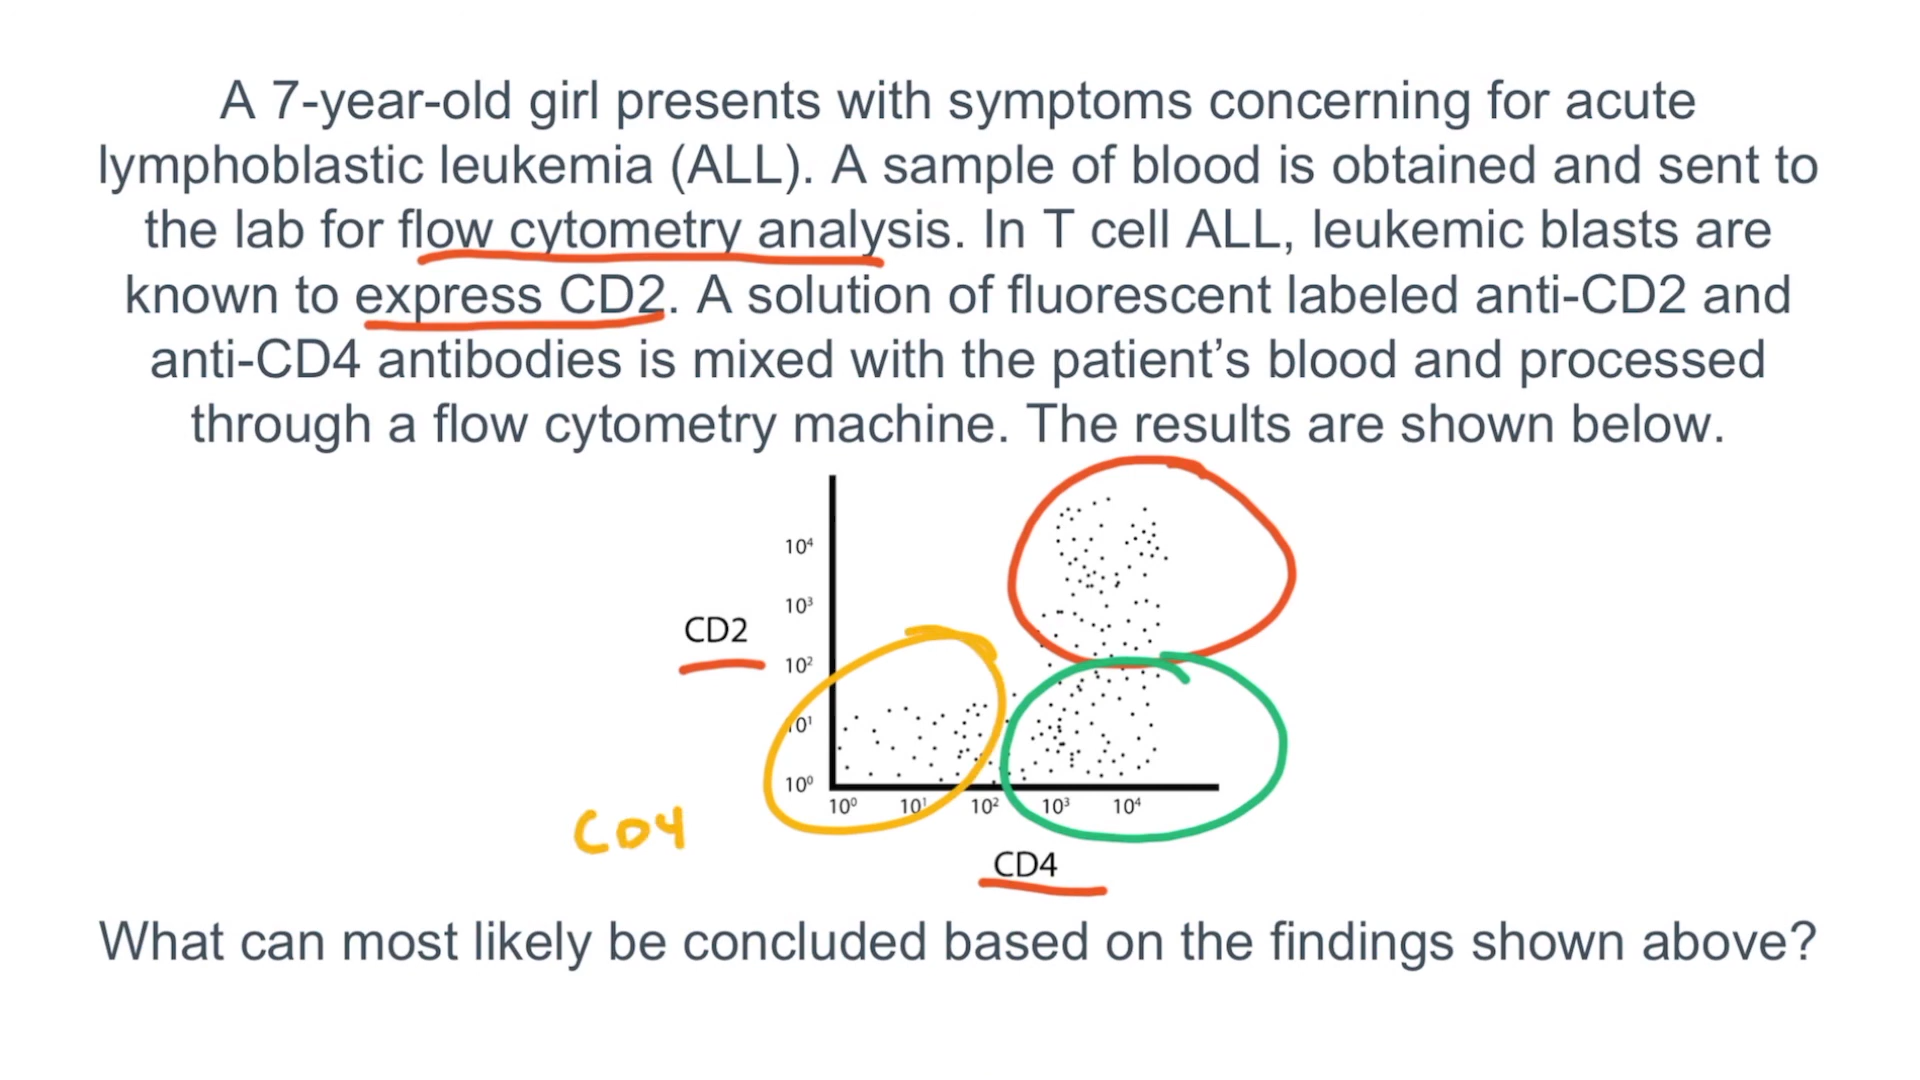 A 7-year-old girl presents with symptoms concerning for acute
lymphoblastic leukemia (ALL). A sample of blood is obtained and sent to
the lab for flow cytometry analysis. In T cell ALL, leukemic blasts are
known to express CD2. A solution of fluorescent labeled anti-CD2 and
anti-CD4 antibodies is mixed with the patient’s blood and processed
through a flow cytometry machine. The results are shown below.
10⁴
10³
CD2
10²
10¹
10⁰
10⁰ 10¹ 10² 10³ 10⁴
CD4
CD4
What can most likely be concluded based on the findings shown above?